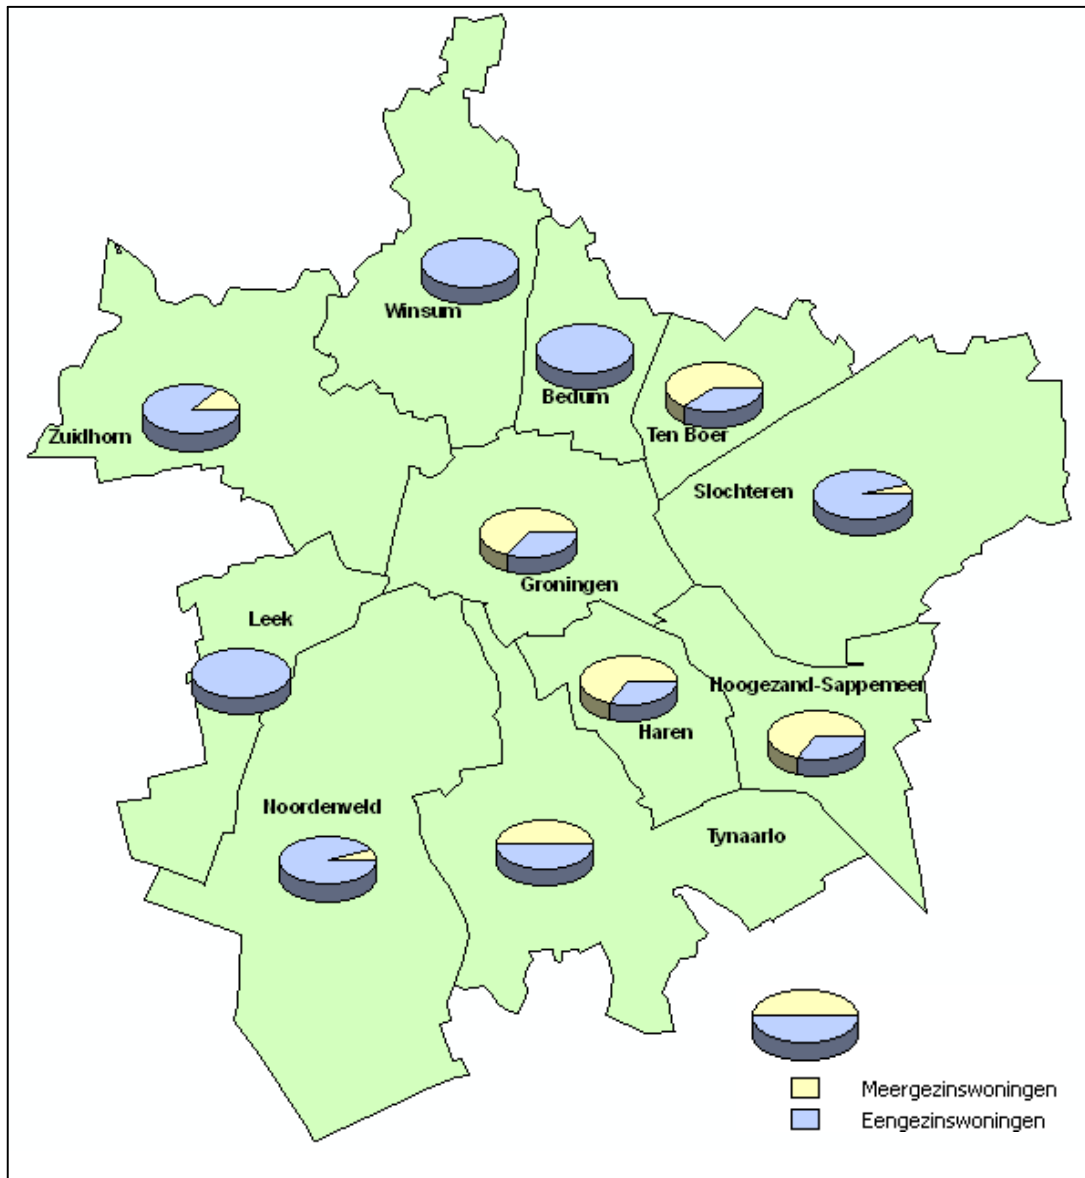 Winsum
Bedum
Zuidhorn
Ten Boer
Slochteren
Groningen
Leek
Hoogezand-Sappemeer
Haren
Noordenveld
Tynaarlo
Meergezinswoningen
Eengezinswoningen